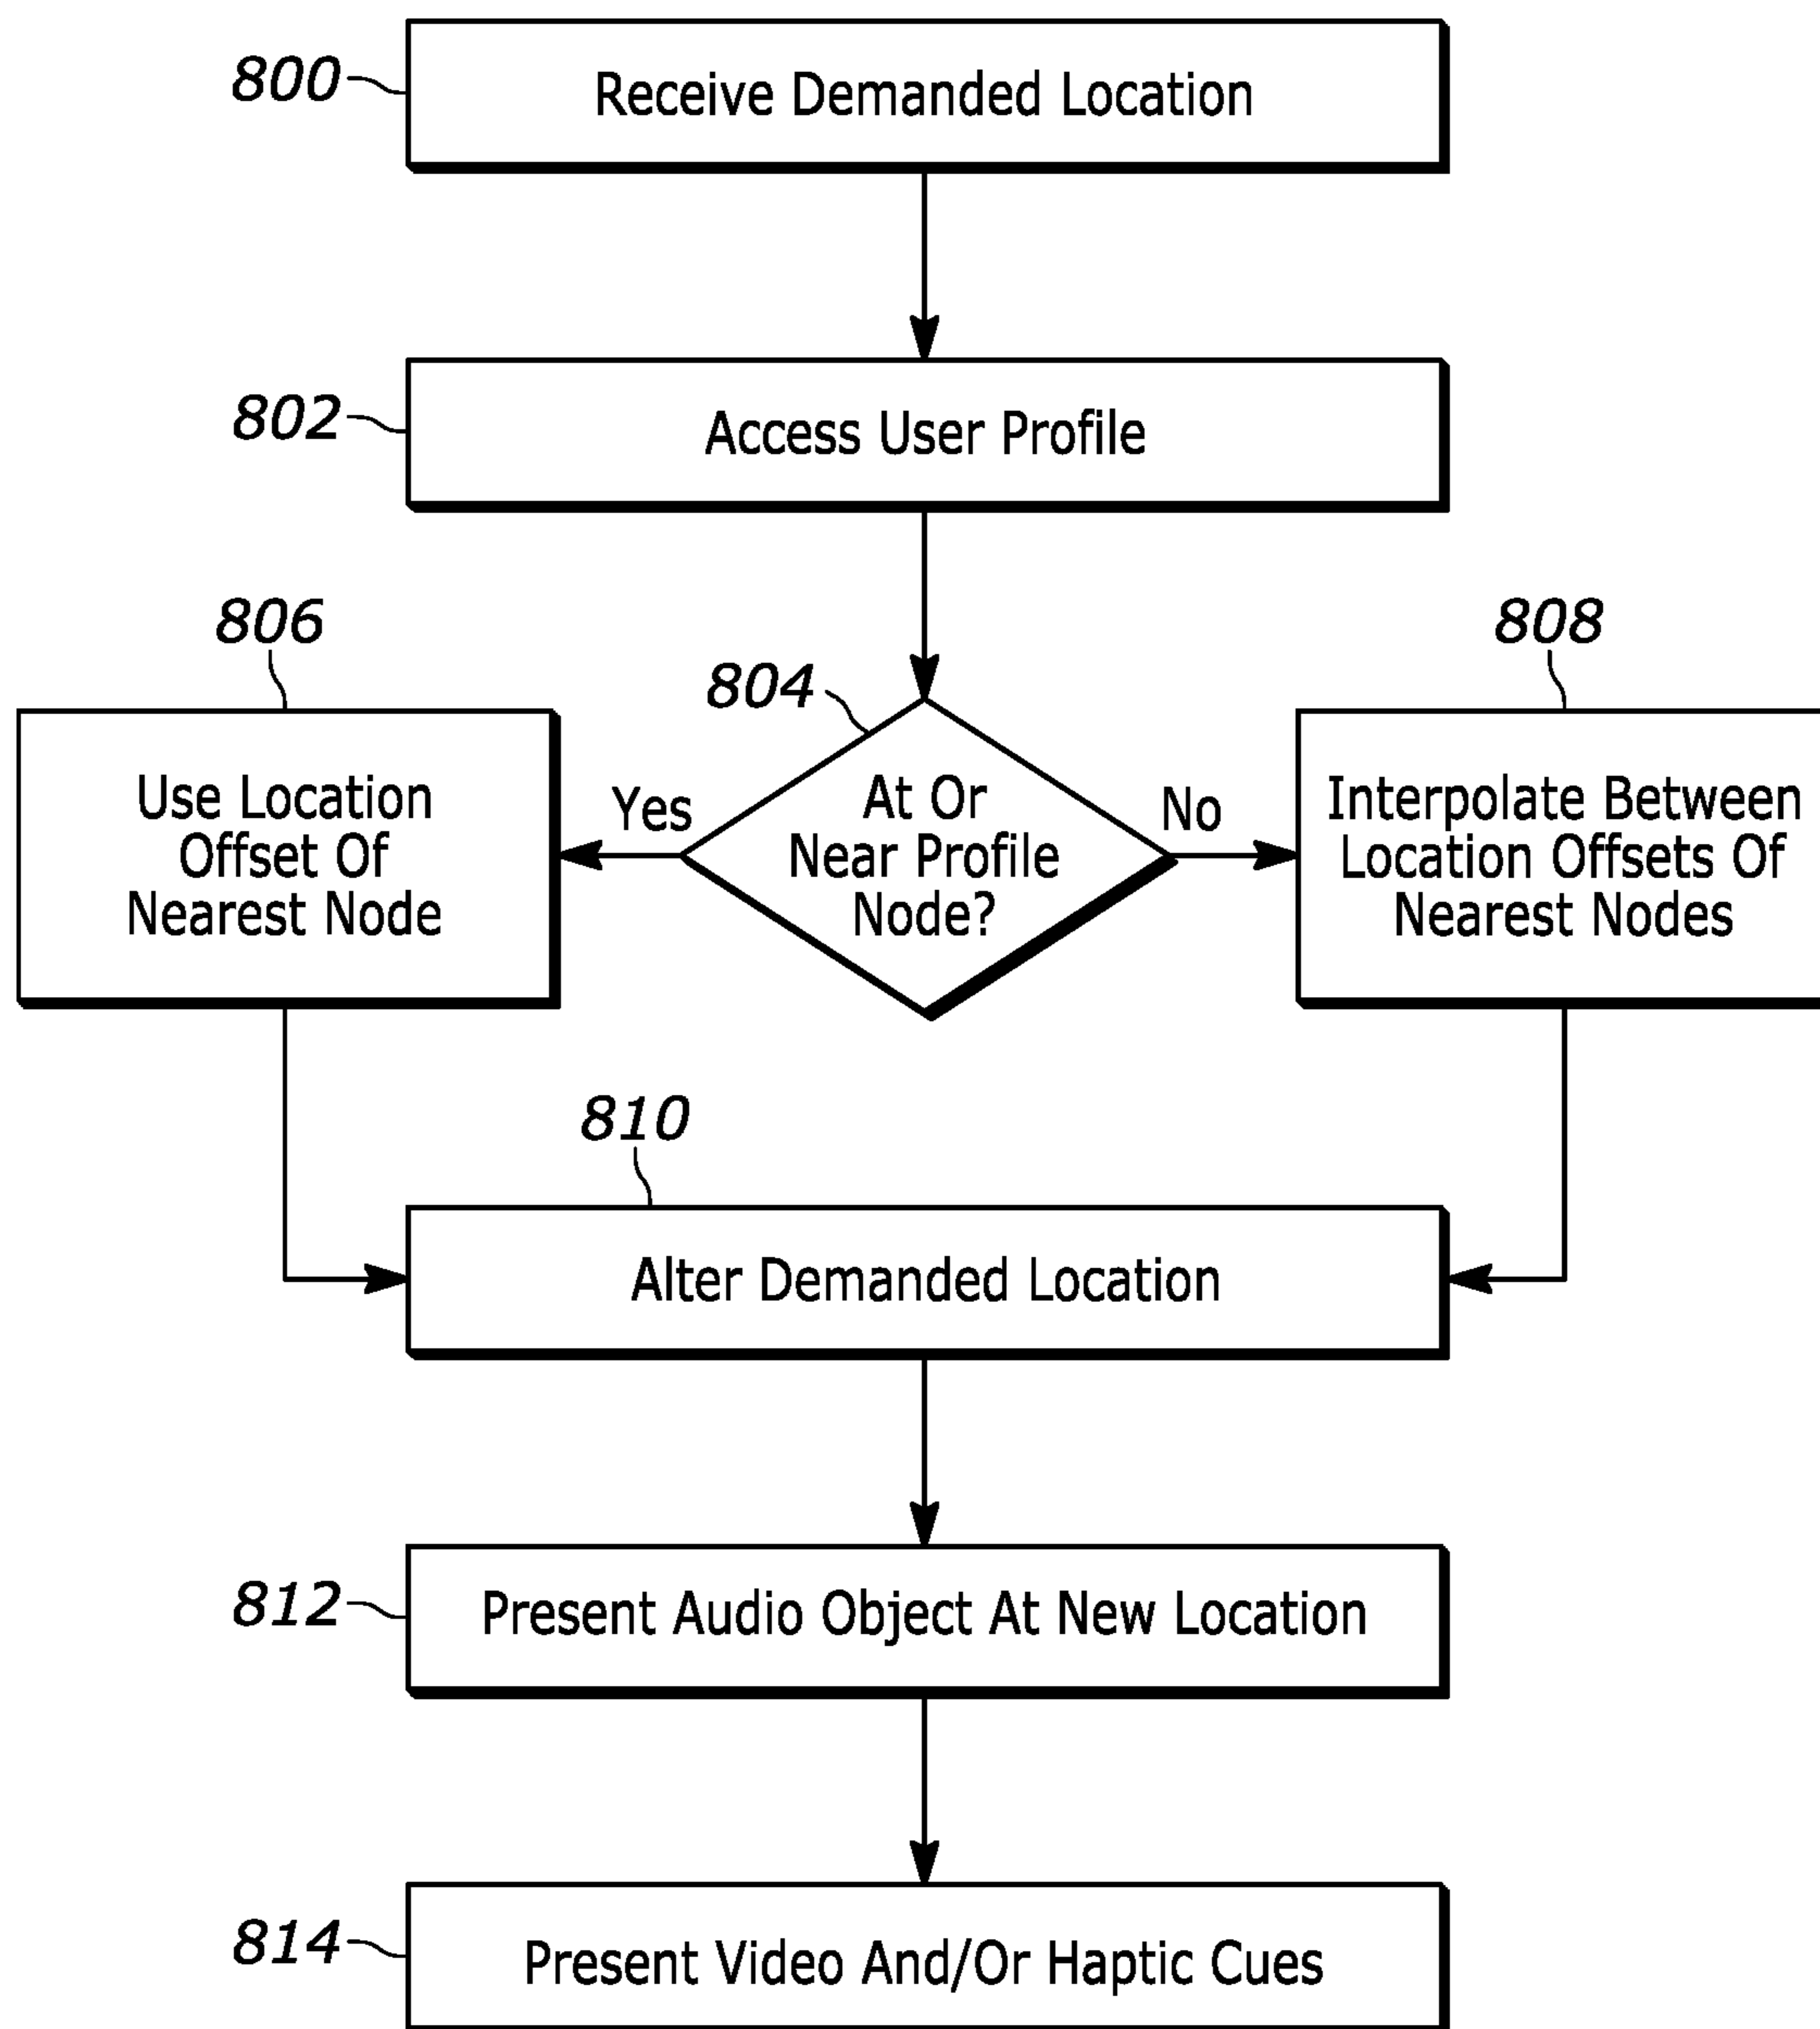 800
Receive Demanded Location
802
Access User Profile
806
808
804
Use Location
Offset Of
Nearest Node
Yes
At Or
Near Profile
Node?
No
Interpolate Between
Location Offsets Of
Nearest Nodes
810
Alter Demanded Location
812
Present Audio Object At New Location
814
Present Video And/Or Haptic Cues